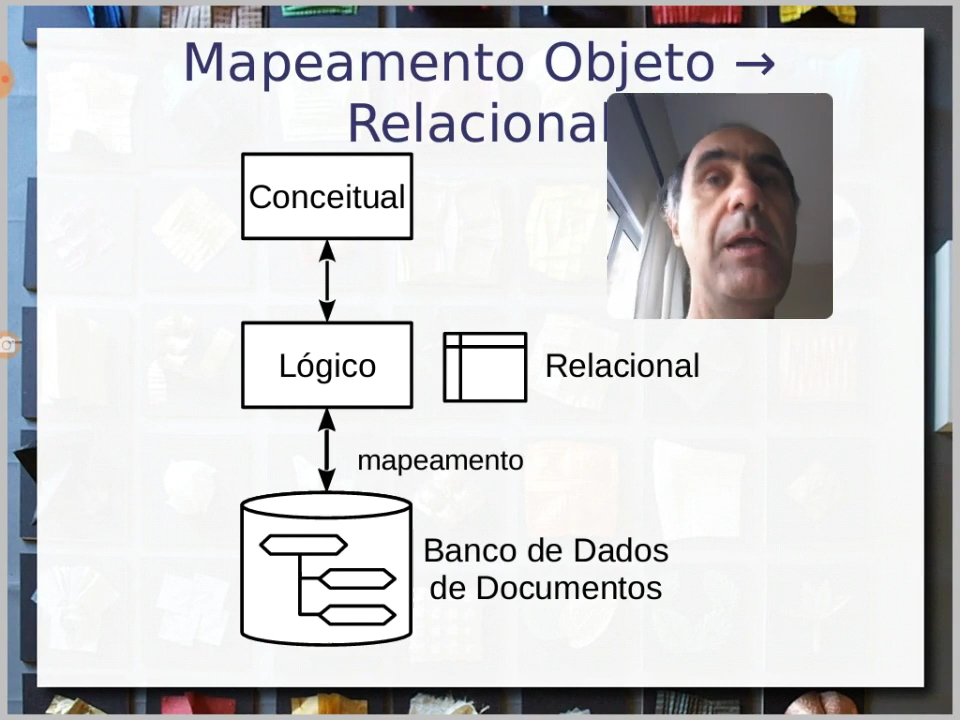 Mapeamento Objeto →
Relacional
Conceitual
Lógico
Relacional
mapeamento
Banco de Dados
de Documentos